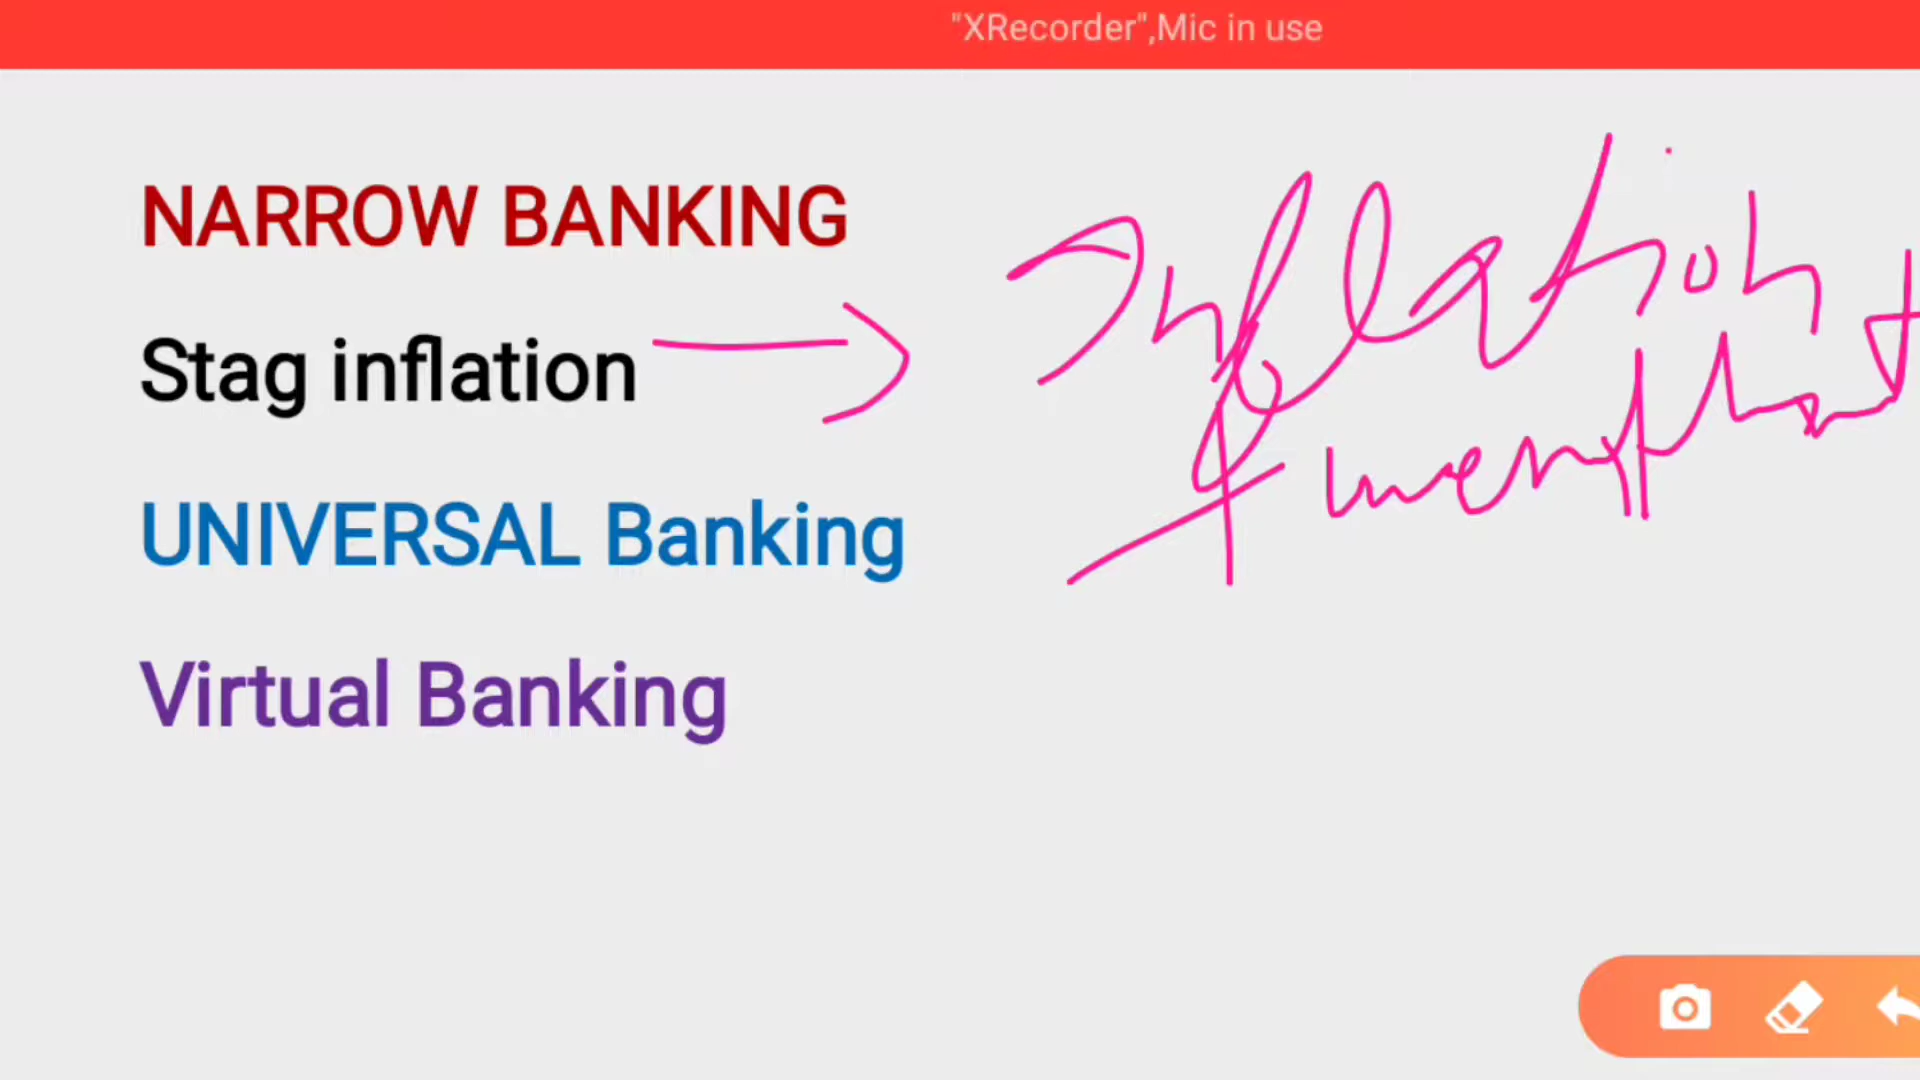 "XRecorder",Mic in use
NARROW BANKING
Inflation
Stag inflation
UNIVERSAL Banking
Virtual Banking